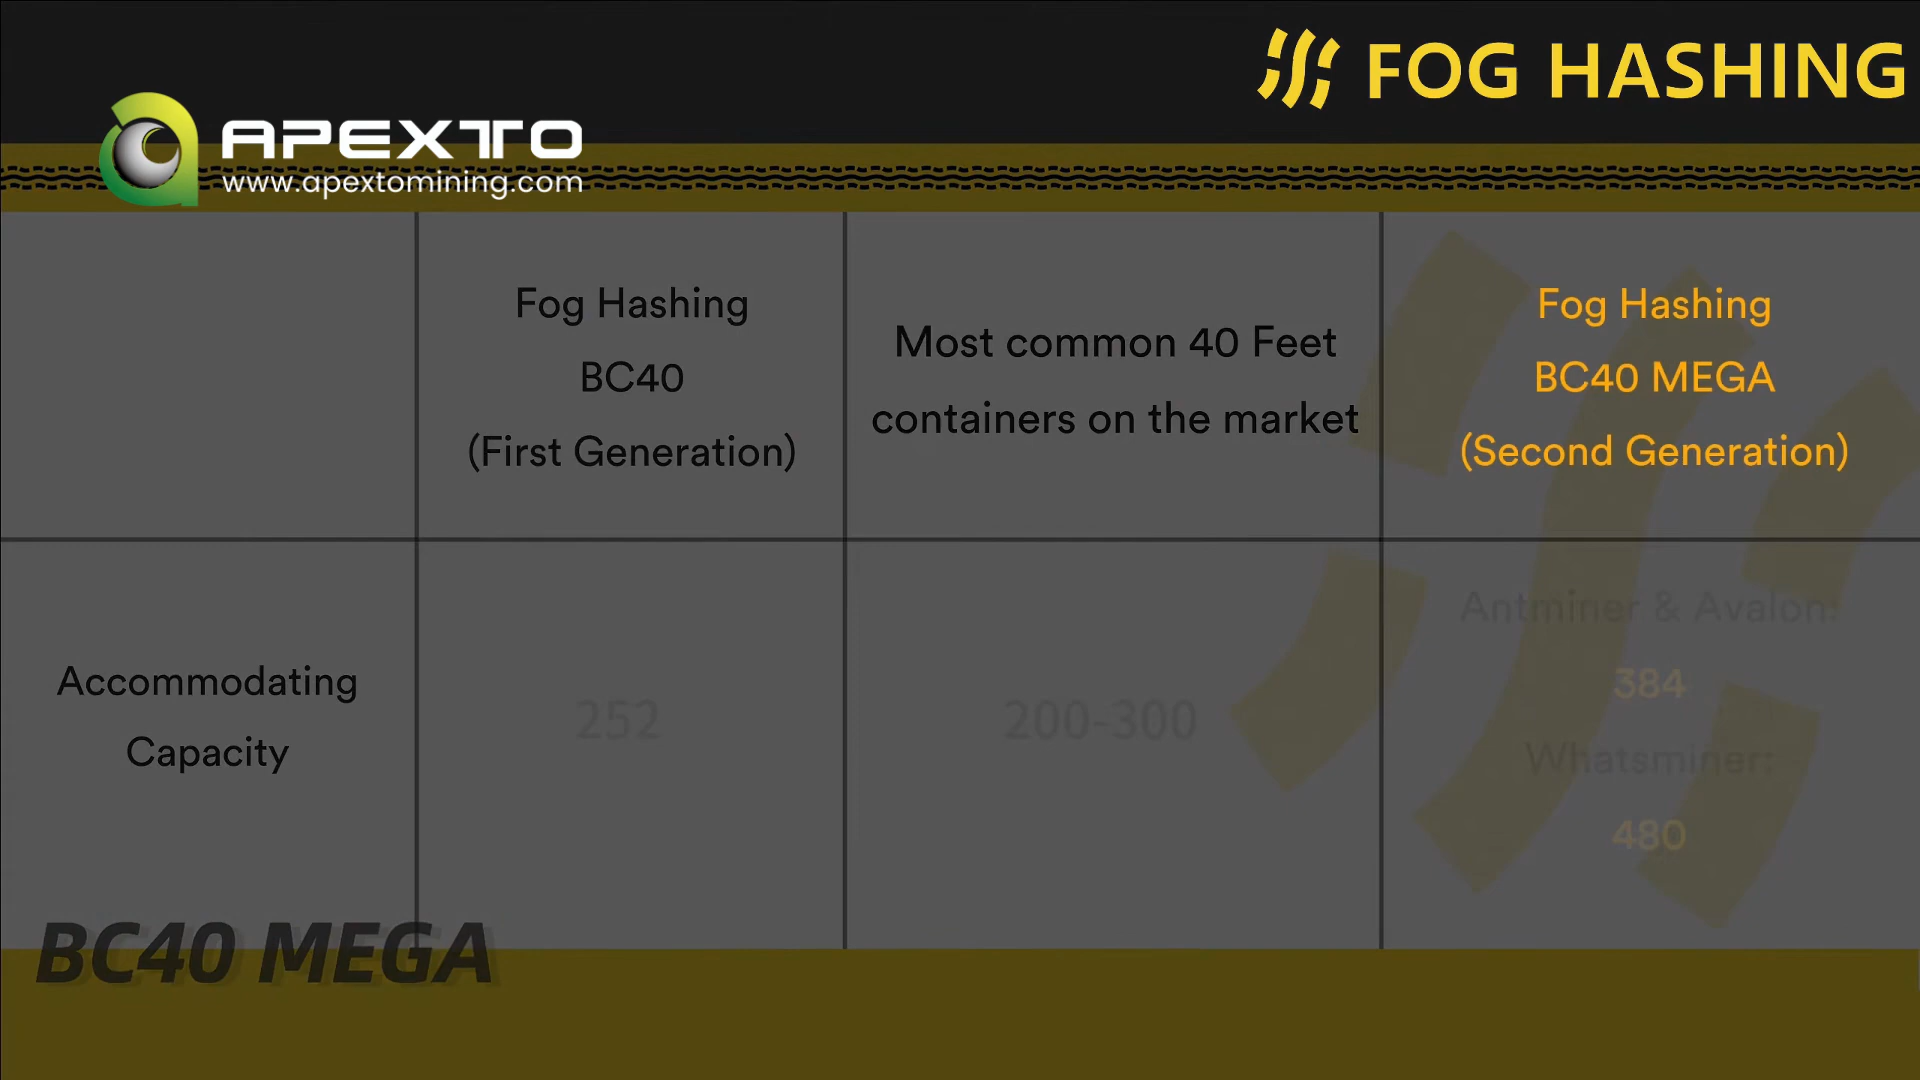 FOG HASHING
APEXTO
www.apextomining.com
Fog Hashing
BC40
(First Generation)
Most common 40 Feet
containers on the market
Fog Hashing
BC40 MEGA
(Second Generation)
Accommodating
Capacity
252
200-300
Antminer & Avalon:
384
Whatsminer:
480
BC40 MEGA